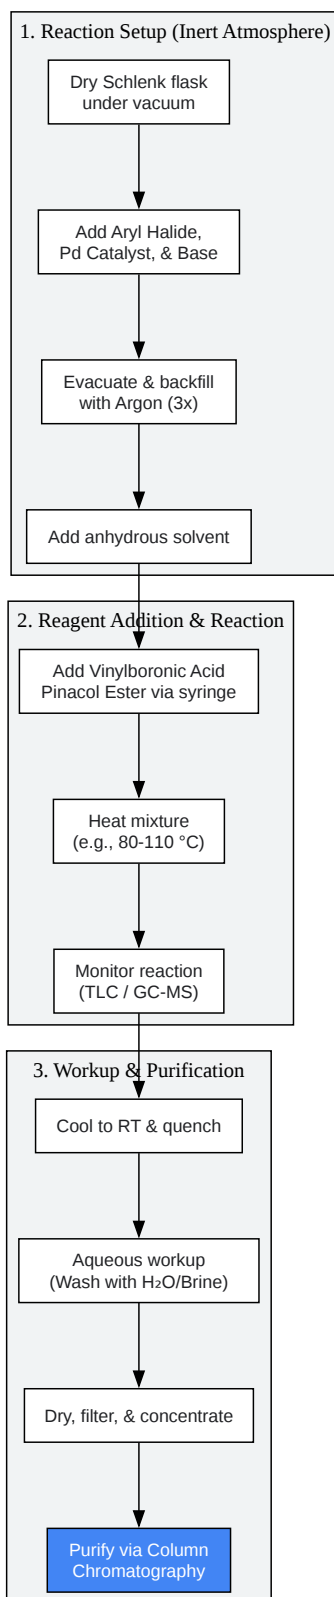 1. Reaction Setup (Inert Atmosphere)
Dry Schlenk flask
under vacuum
Add Aryl Halide,
Pd Catalyst, & Base
Evacuate & backfill
with Argon (3x)
Add anhydrous solvent
2. Reagent Addition & Reaction
Add Vinylboronic Acid
Pinacol Ester via syringe
Heat mixture
(e.g., 80-110 °C)
Monitor reaction
(TLC / GC-MS)
3. Workup & Purification
Cool to RT & quench
Aqueous workup
(Wash with H₂O/Brine)
Dry, filter, & concentrate
Purify via Column
Chromatography